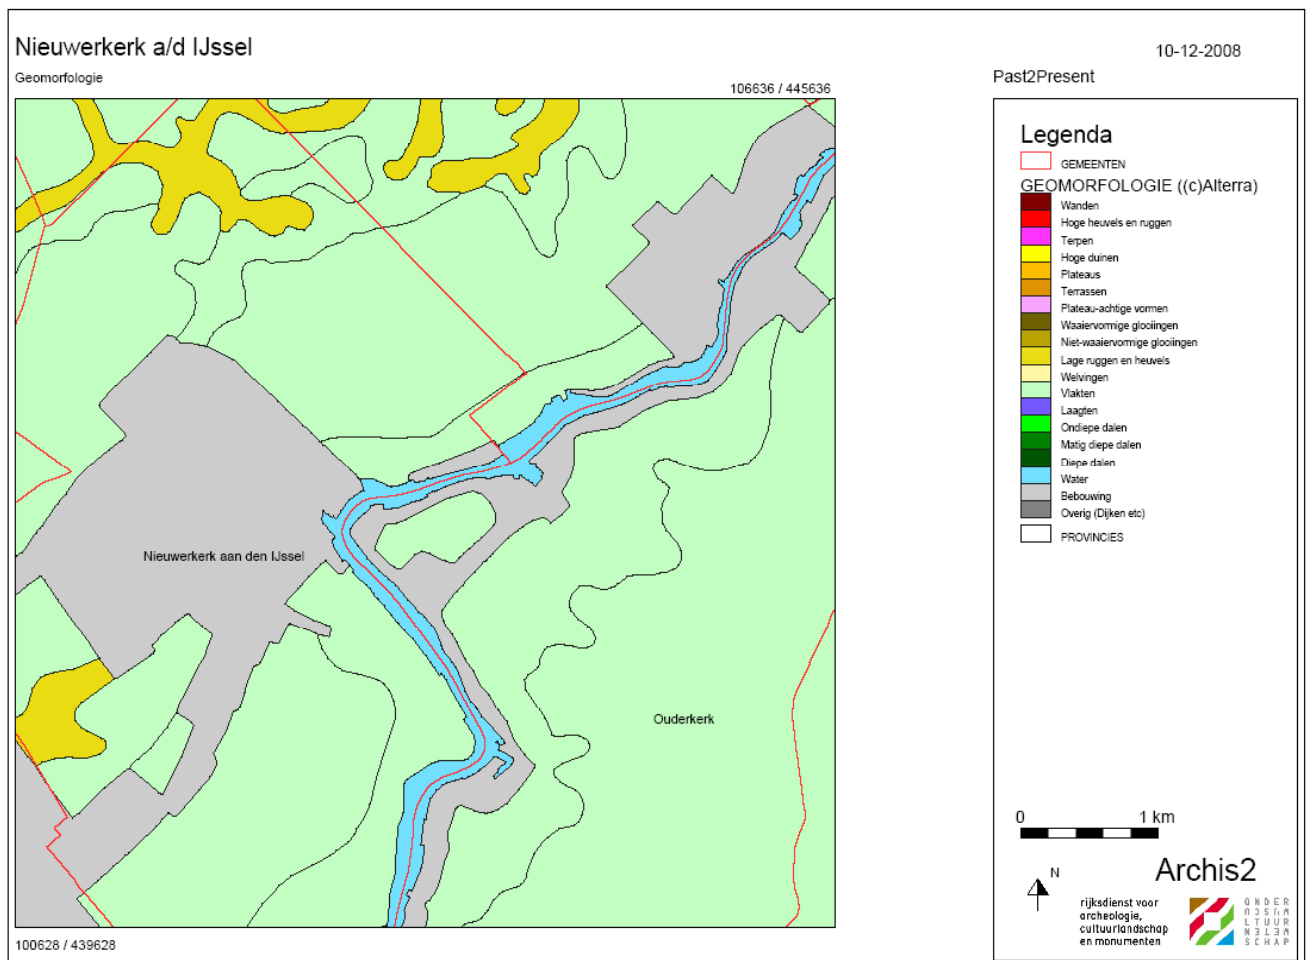 Nieuwerkerk a/d IJssel
10-12-2008
Geomorfologie
Past2Present
106636 / 445636
Legenda
GEMEENTEN
GEOMORFOLOGIE ((c)Alterra)
Wanden
Hoge heuvels en ruggen
Terpen
Hoge duinen
Plateaus
Terrassen
Plateau-achtige vormen
Waaiervormige glooiingen
Niet-waaiervormige glooiingen
Lage ruggen en heuvels
Welvingen
Vlakten
Laagten
Ondiepe dalen
Matig diepe dalen
Diepe dalen
Water
Bebouwing
Overig (Dijken etc)
PROVINCIES
Nieuwerkerk aan den IJssel
Ouderkerk
0 1 km
N
Archis2
rijksdienst voor
archeologie,
cultuurlandschap
en monumenten
ONDER
LTUUR
SCHAP
100628 / 439628